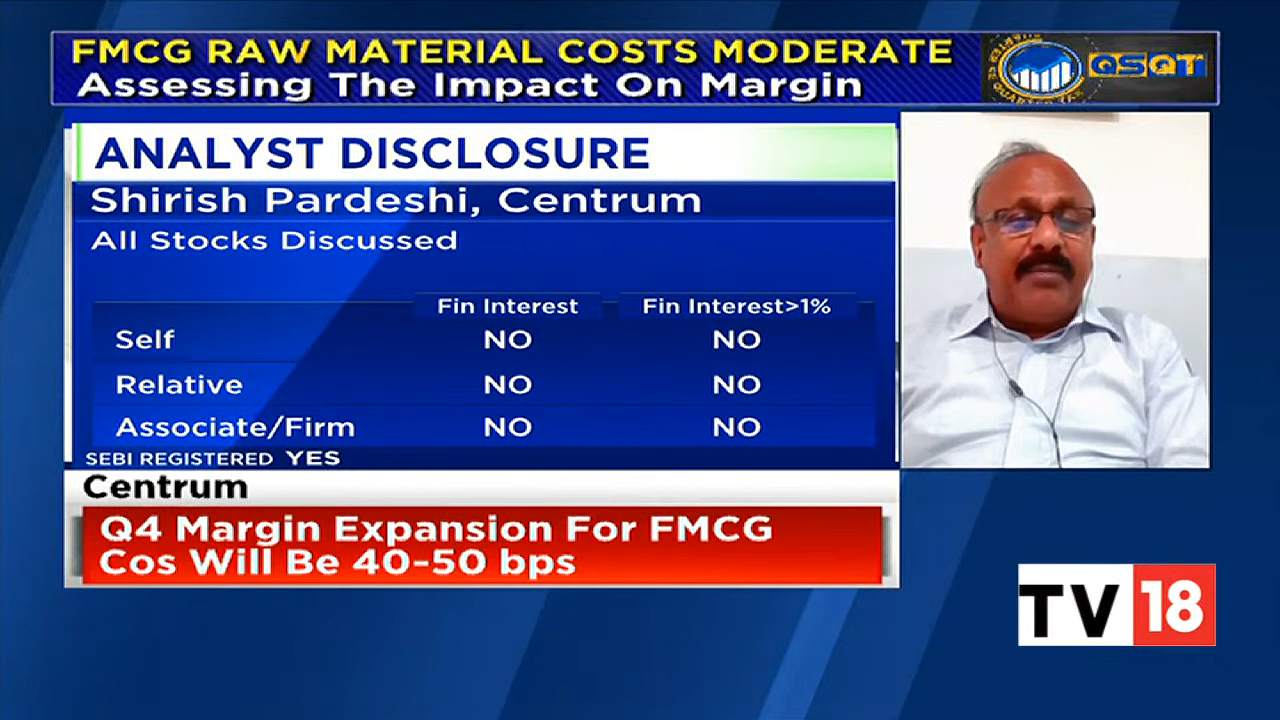 FMCG RAW MATERIAL COSTS MODERATE
Assessing The Impact On Margin
QSQT
ANALYST DISCLOSURE
Shirish Pardeshi, Centrum
All Stocks Discussed
Fin Interest Fin Interest>1%
Self NO NO
Relative NO NO
Associate/Firm NO NO
SEBI REGISTERED YES
Centrum
Q4 Margin Expansion For FMCG
Cos Will Be 40-50 bps
TV18